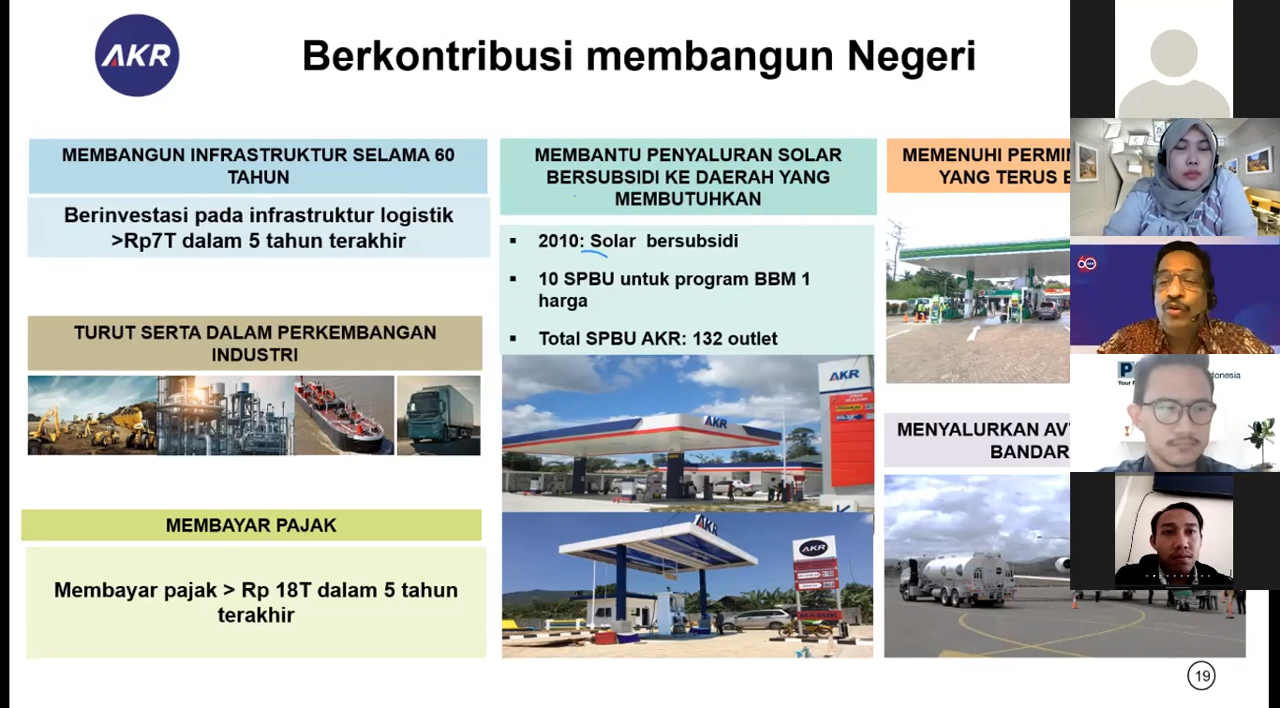 AKR
Berkontribusi membangun Negeri
MEMBANGUN INFRASTRUKTUR SELAMA 60
TAHUN
Berinvestasi pada infrastruktur logistik
>Rp7T dalam 5 tahun terakhir
TURUT SERTA DALAM PERKEMBANGAN
INDUSTRI
MEMBAYAR PAJAK
Membayar pajak > Rp 18T dalam 5 tahun
terakhir
MEMBANTU PENYALURAN SOLAR
BERSUBSIDI KE DAERAH YANG
MEMBUTUHKAN
▪ 2010: Solar bersubsidi
▪ 10 SPBU untuk program BBM 1
harga
▪ Total SPBU AKR: 132 outlet
AKR
AKR
AKR
AKR
MASUK
MEMENUHI
YANG TERUS
MENYALURKAN
19
60
P
Your